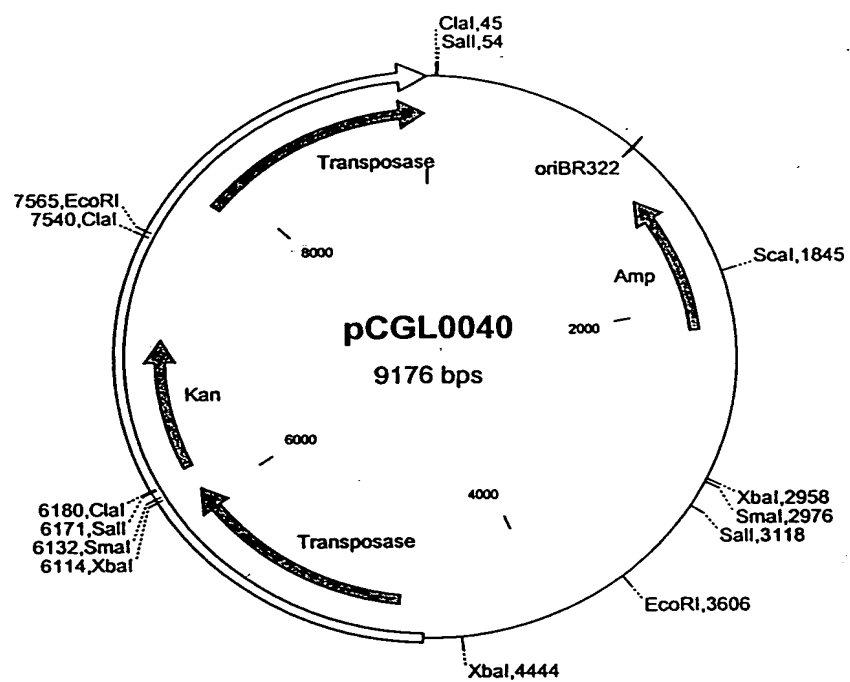 ClaI,45
SalI,54
Transposase
oriBR322
7565,EcoRI
7540,ClaI
8000
ScaI,1845
Amp
2000
pCGL0040
9176 bps
Kan
6000
4000
6180,ClaI
6171,SalI
6132,SmaI
6114,XbaI
XbaI,2958
SmaI,2976
SalI,3118
Transposase
EcoRI,3606
XbaI,4444